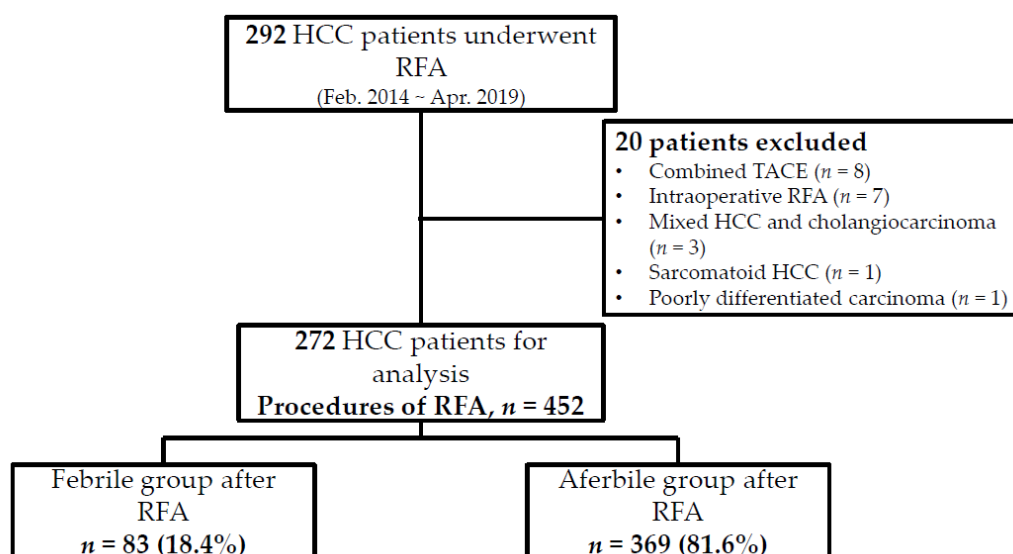 292 HCC patients underwent
RFA
(Feb. 2014 ~ Apr. 2019)
20 patients excluded
• Combined TACE (n = 8)
• Intraoperative RFA (n = 7)
• Mixed HCC and cholangiocarcinoma
(n = 3)
• Sarcomatoid HCC (n = 1)
• Poorly differentiated carcinoma (n = 1)
272 HCC patients for
analysis
Procedures of RFA, n = 452
Febrile group after
RFA
n = 83 (18.4%)
Aferbile group after
RFA
n = 369 (81.6%)